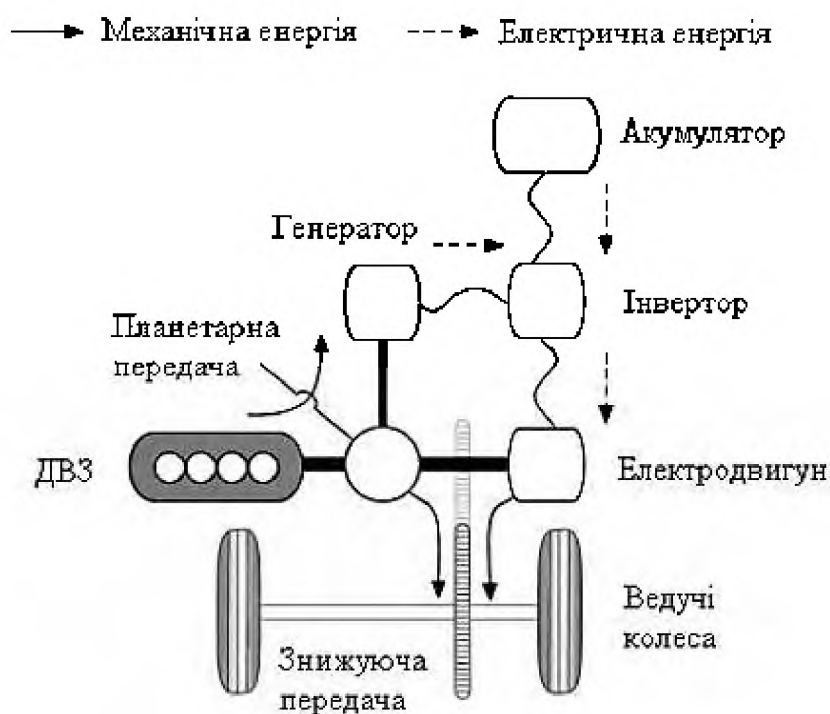 Механічна енергія
Електрична енергія
Акумулятор
Генератор
Інвертор
Планетарна
передача
ДВЗ
Електродвигун
Ведучі
колеса
Знижуюча
передача